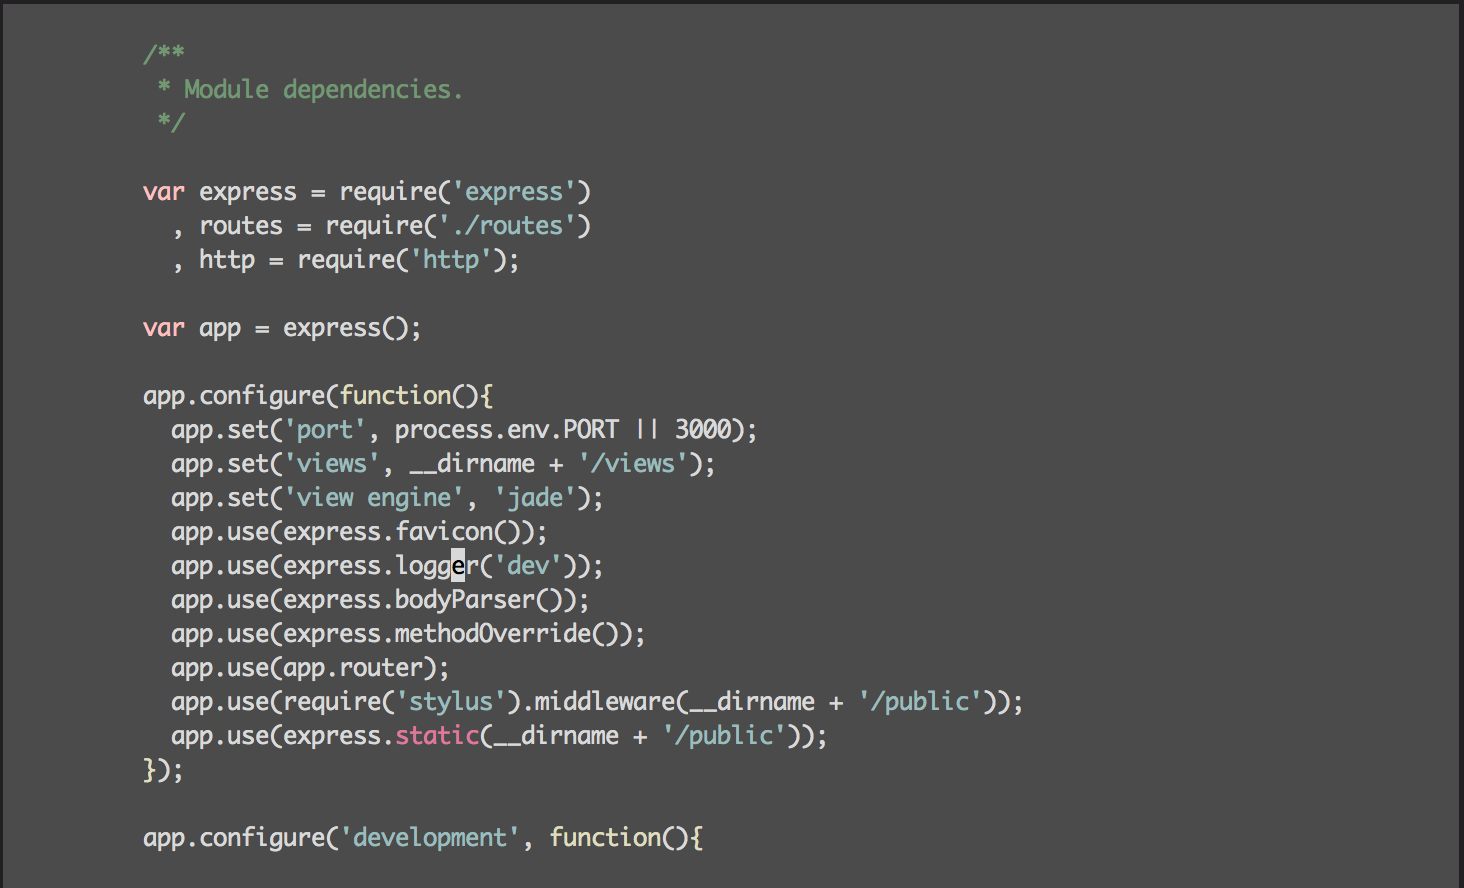 /**
 * Module dependencies.
 */

var express = require('express')
  , routes = require('./routes')
  , http = require('http');

var app = express();

app.configure(function(){
  app.set('port', process.env.PORT || 3000);
  app.set('views', __dirname + '/views');
  app.set('view engine', 'jade');
  app.use(express.favicon());
  app.use(express.logger('dev'));
  app.use(express.bodyParser());
  app.use(express.methodOverride());
  app.use(app.router);
  app.use(require('stylus').middleware(__dirname + '/public'));
  app.use(express.static(__dirname + '/public'));
});

app.configure('development', function(){